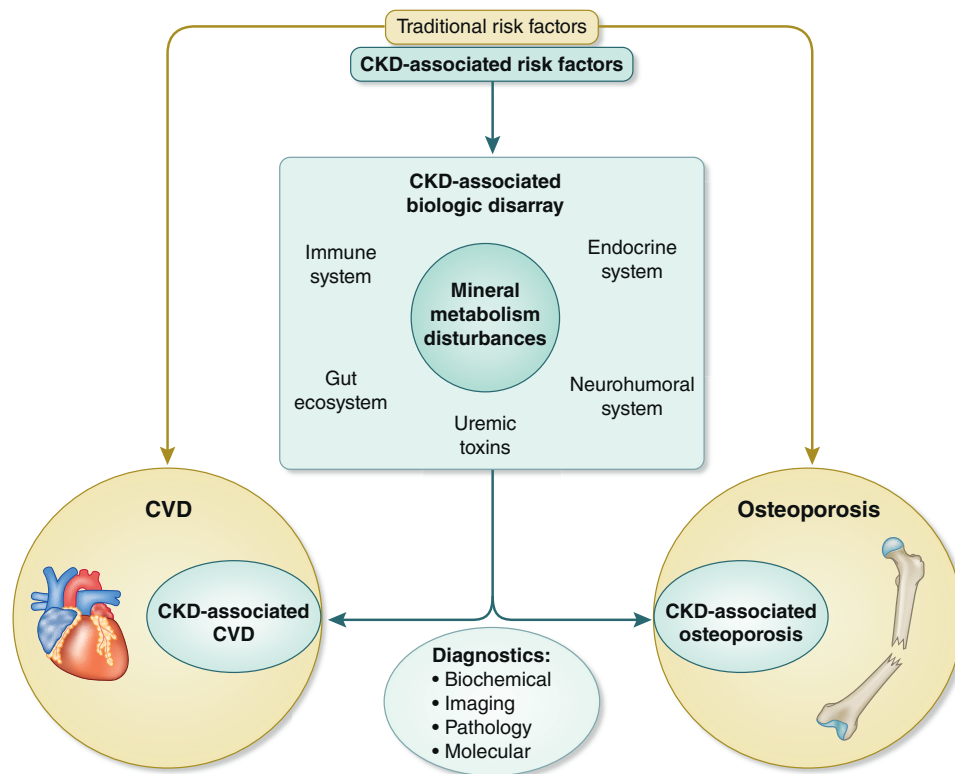 Traditional risk factors
CKD-associated risk factors
CKD-associated
biologic disarray
Immune
system
Endocrine
system
Mineral
metabolism
disturbances
Gut
ecosystem
Neurohumoral
system
Uremic
toxins
CVD
CKD-associated
CVD
Osteoporosis
CKD-associated
osteoporosis
Diagnostics:
• Biochemical
• Imaging
• Pathology
• Molecular